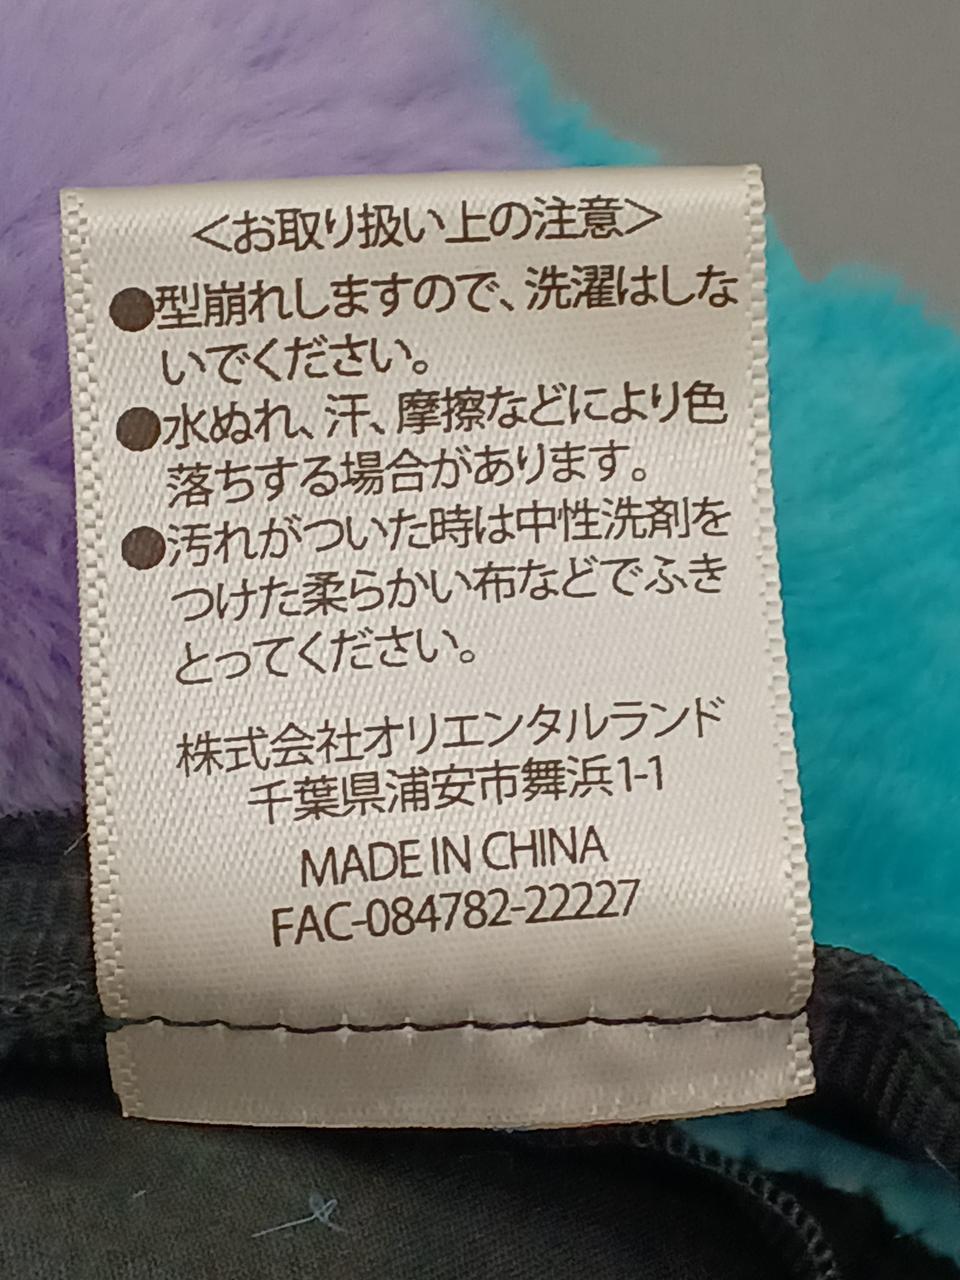 ＜お取り扱い上の注意＞
●型崩れしますので、洗濯はしな
いでください。
●水ぬれ、汗、摩擦などにより色
落ちする場合があります。
●汚れがついた時は中性洗剤を
つけた柔らかい布などでふき
とってください。
株式会社オリエンタルランド
千葉県浦安市舞浜1-1
MADE IN CHINA
FAC-084782-22227